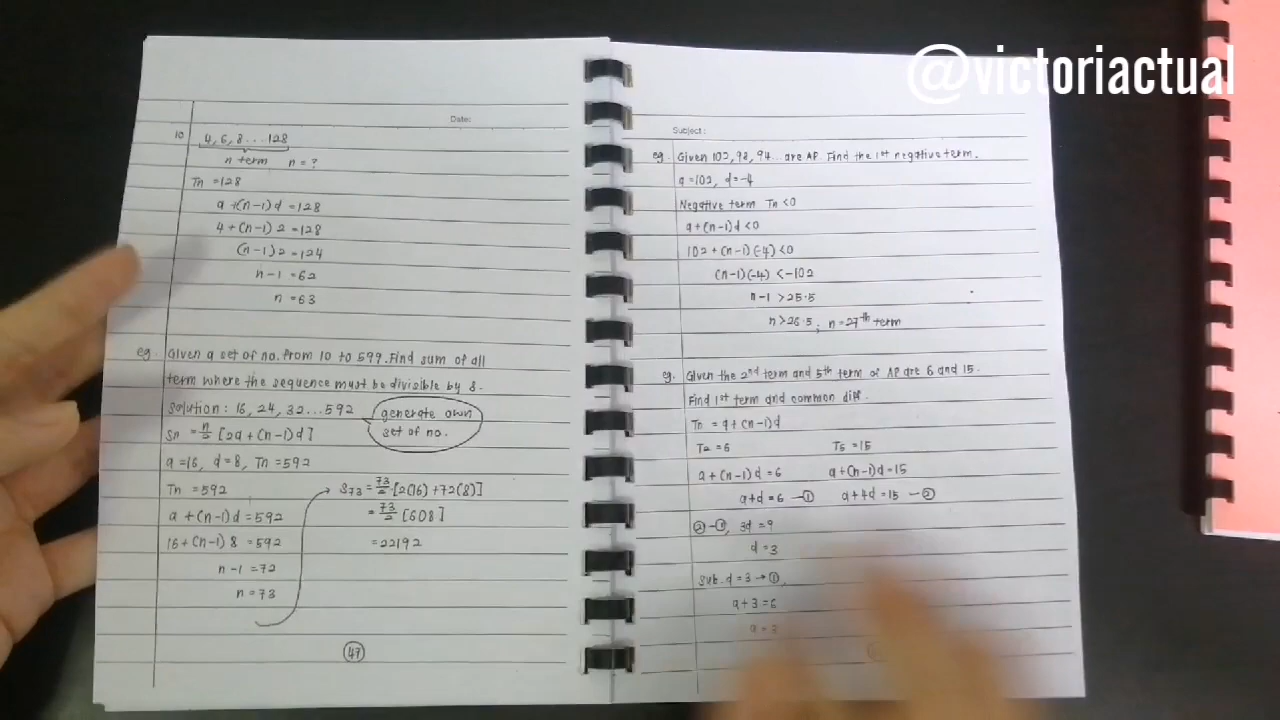 @victoriactual
Date:
10 4, 6, 8 ... 128
n term n = ?
Tn = 128
a+(n-1)d = 128
4+(n-1)2 = 128
(n-1)2 = 124
n-1 = 62
n = 63
eg. Given a set of no. from 10 to 599. Find sum of all
term where the sequence must be divisible by 8.
Solution: 16, 24, 32 ... 592
generate own
set of no.
Sn = n/2 [2a+(n-1)d]
a=16, d=8, Tn=592
Tn = 592
a+(n-1)d = 592
16+(n-1)8 = 592
n-1 = 72
n = 73
S73 = 73/2 [2(16)+72(8)]
= 73/2 [608]
= 22192
47
Subject:
eg. Given 102, 98, 94... are AP. Find the 1st negative term.
a=102, d=-4
Negative term Tn <0
a+(n-1)d <0
102+(n-1)(-4) <0
(n-1)(-4) < -102
n-1 > 25.5
n > 26.5; n = 27th term
eg. Given the 2nd term and 5th term of AP are 6 and 15.
Find 1st term and common diff.
Tn = a+(n-1)d
T2 = 6 T5 = 15
a+(n-1)d = 6 a+(n-1)d = 15
a+d = 6 —① a+4d = 15 —②
②-①, 3d = 9
d = 3
Sub. d = 3 → ①,
a+3 = 6
a = 3